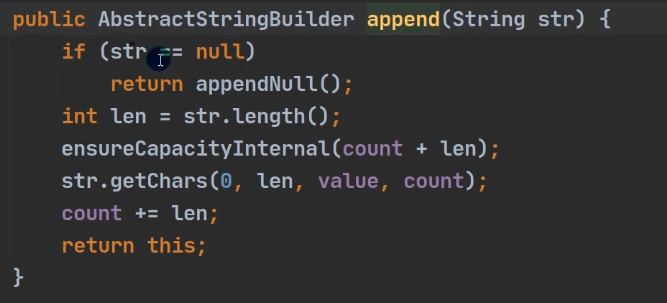 public AbstractStringBuilder append(String str) {
    if (str == null)
        return appendNull();
    int len = str.length();
    ensureCapacityInternal(count + len);
    str.getChars(0, len, value, count);
    count += len;
    return this;
}